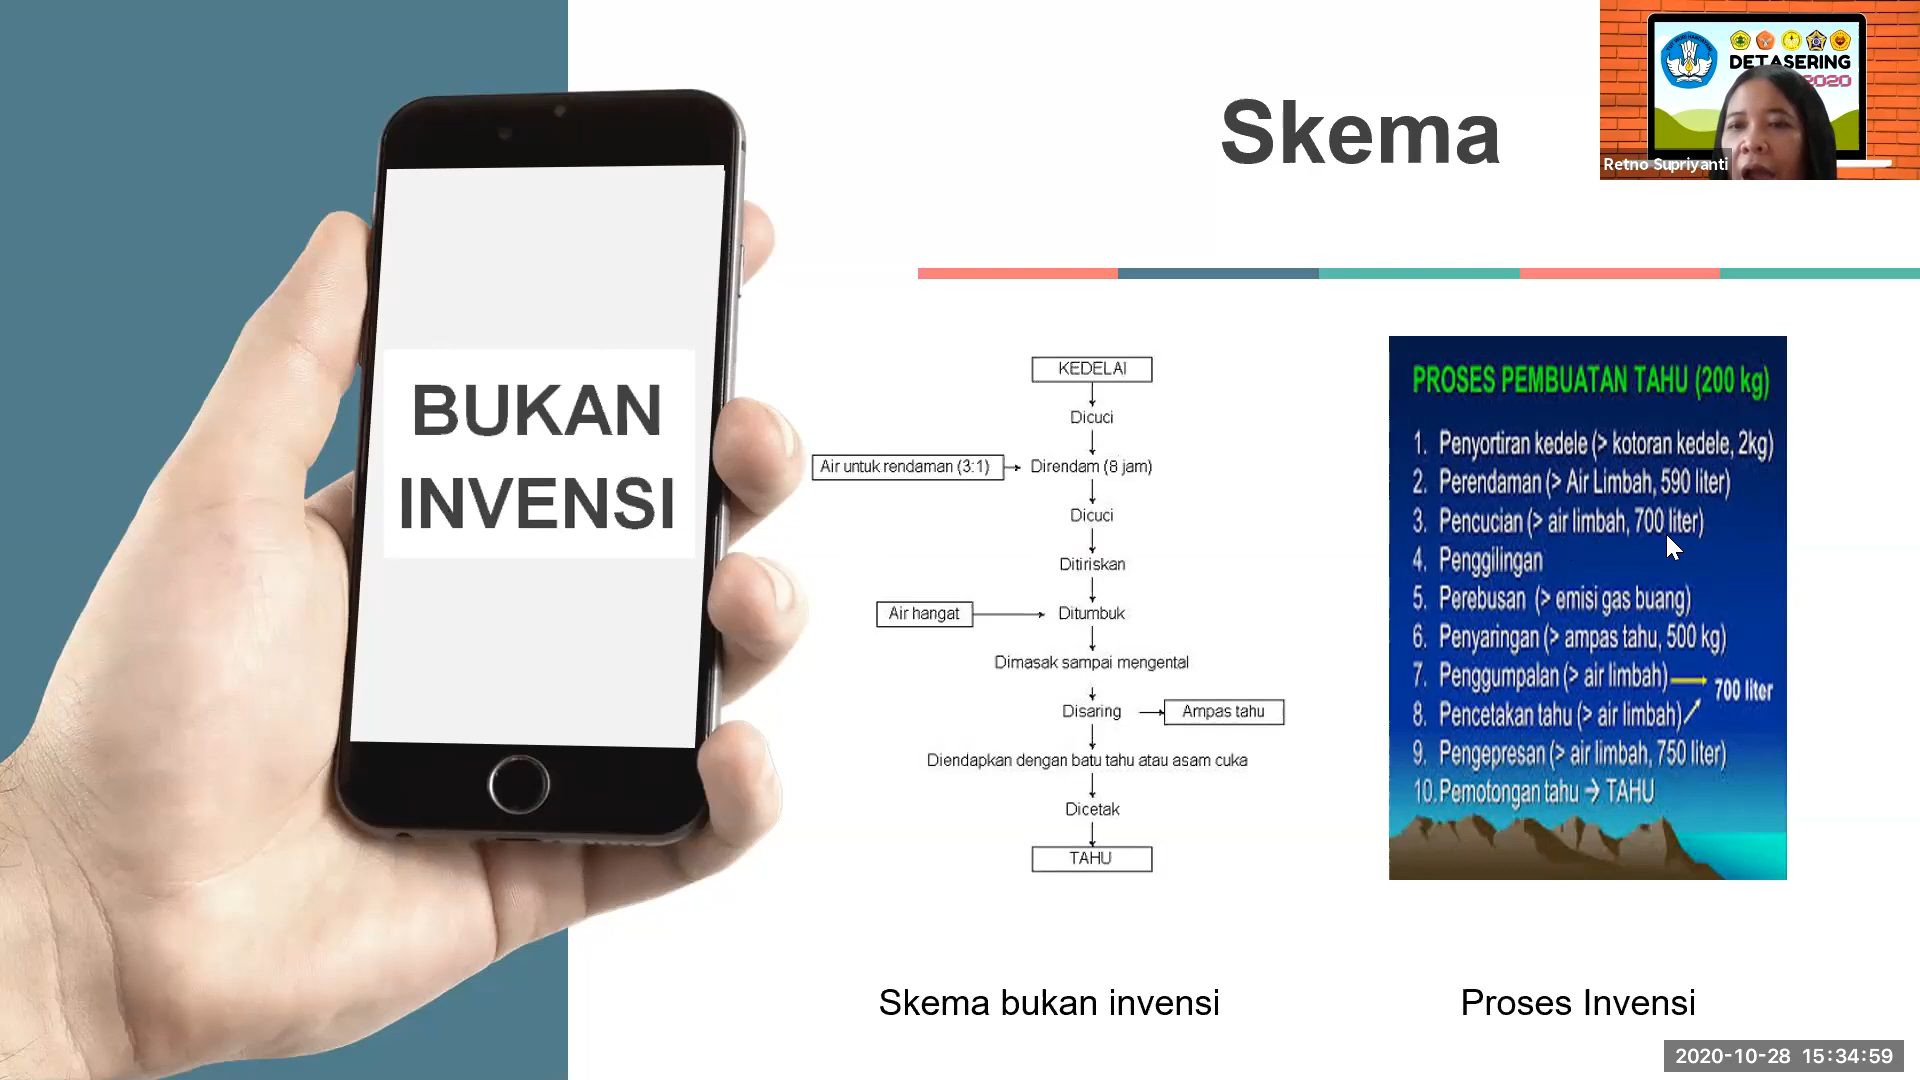 BUKAN
INVENSI
Skema
DETASERING
2020
Retno Supriyanti
KEDELAI
Dicuci
Air untuk rendaman (3:1)
Direndam (8 jam)
Dicuci
Ditiriskan
Air hangat
Ditumbuk
Dimasak sampai mengental
Disaring
Ampas tahu
Diendapkan dengan batu tahu atau asam cuka
Dicetak
TAHU
Skema bukan invensi
PROSES PEMBUATAN TAHU (200 kg)
1. Penyortiran kedele (> kotoran kedele, 2kg)
2. Perendaman (> Air Limbah, 590 liter)
3. Pencucian (> air limbah, 700 liter)
4. Penggilingan
5. Perebusan (> emisi gas buang)
6. Penyaringan (> ampas tahu, 500 kg)
7. Penggumpalan (> air limbah)
700 liter
8. Pencetakan tahu (> air limbah)
9. Pengepresan (> air limbah, 750 liter)
10. Pemotongan tahu → TAHU
Proses Invensi
2020-10-28 15:34:59